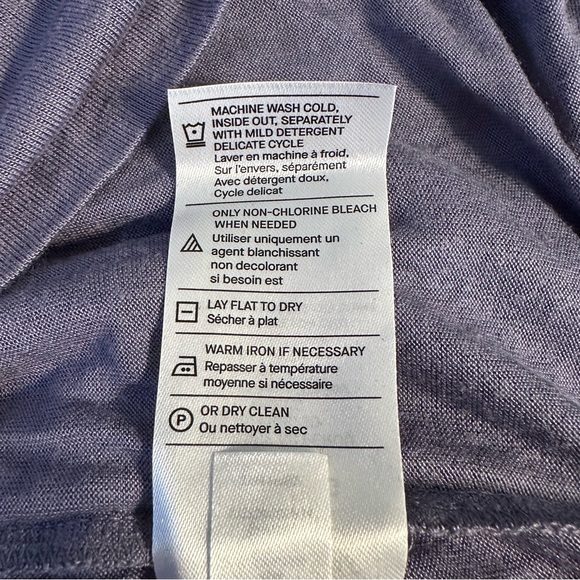 MACHINE WASH COLD,
INSIDE OUT, SEPARATELY
WITH MILD DETERGENT
DELICATE CYCLE
Laver en machine à froid,
Sur l'envers, séparément
Avec détergent doux,
Cycle delicat
ONLY NON-CHLORINE BLEACH
WHEN NEEDED
Utiliser uniquement un
agent blanchissant
non decolorant
si besoin est
LAY FLAT TO DRY
Sécher à plat
WARM IRON IF NECESSARY
Repasser à température
moyenne si nécessaire
P
OR DRY CLEAN
Ou nettoyer à sec